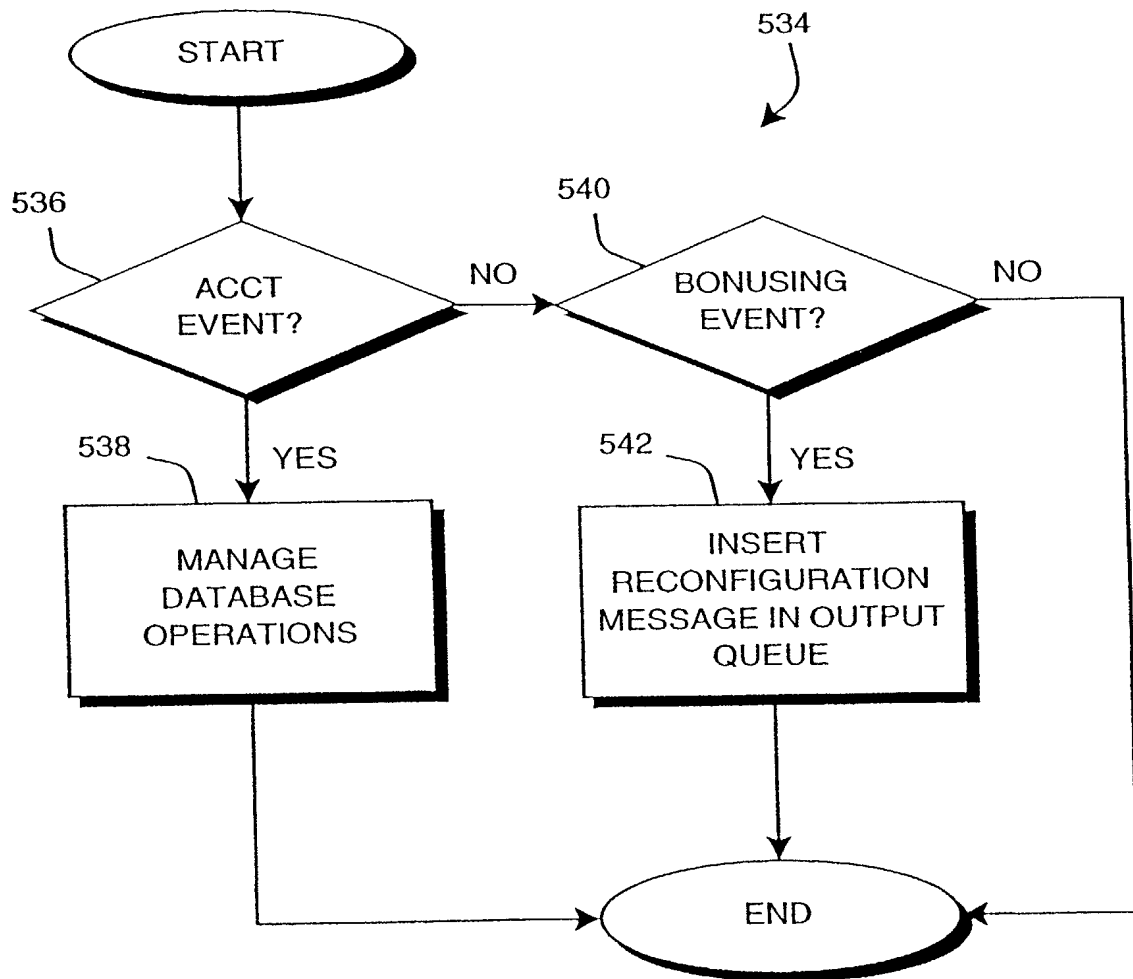 START
534
536
ACCT
EVENT?
NO
540
BONUSING
EVENT?
NO
538
YES
MANAGE
DATABASE
OPERATIONS
542
YES
INSERT
RECONFIGURATION
MESSAGE IN OUTPUT
QUEUE
END